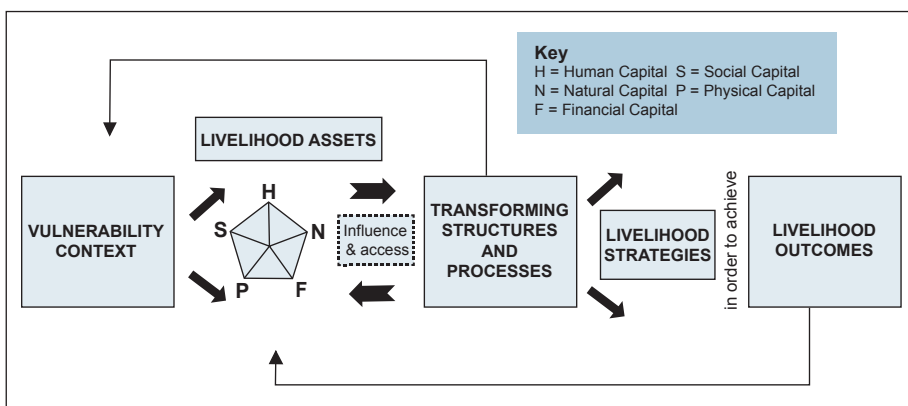 Key
H = Human Capital S = Social Capital
N = Natural Capital P = Physical Capital
F = Financial Capital
LIVELIHOOD ASSETS
VULNERABILITY
CONTEXT
H
S
N
P
F
Influence
& access
TRANSFORMING
STRUCTURES
AND
PROCESSES
LIVELIHOOD
STRATEGIES
in order to achieve
LIVELIHOOD
OUTCOMES